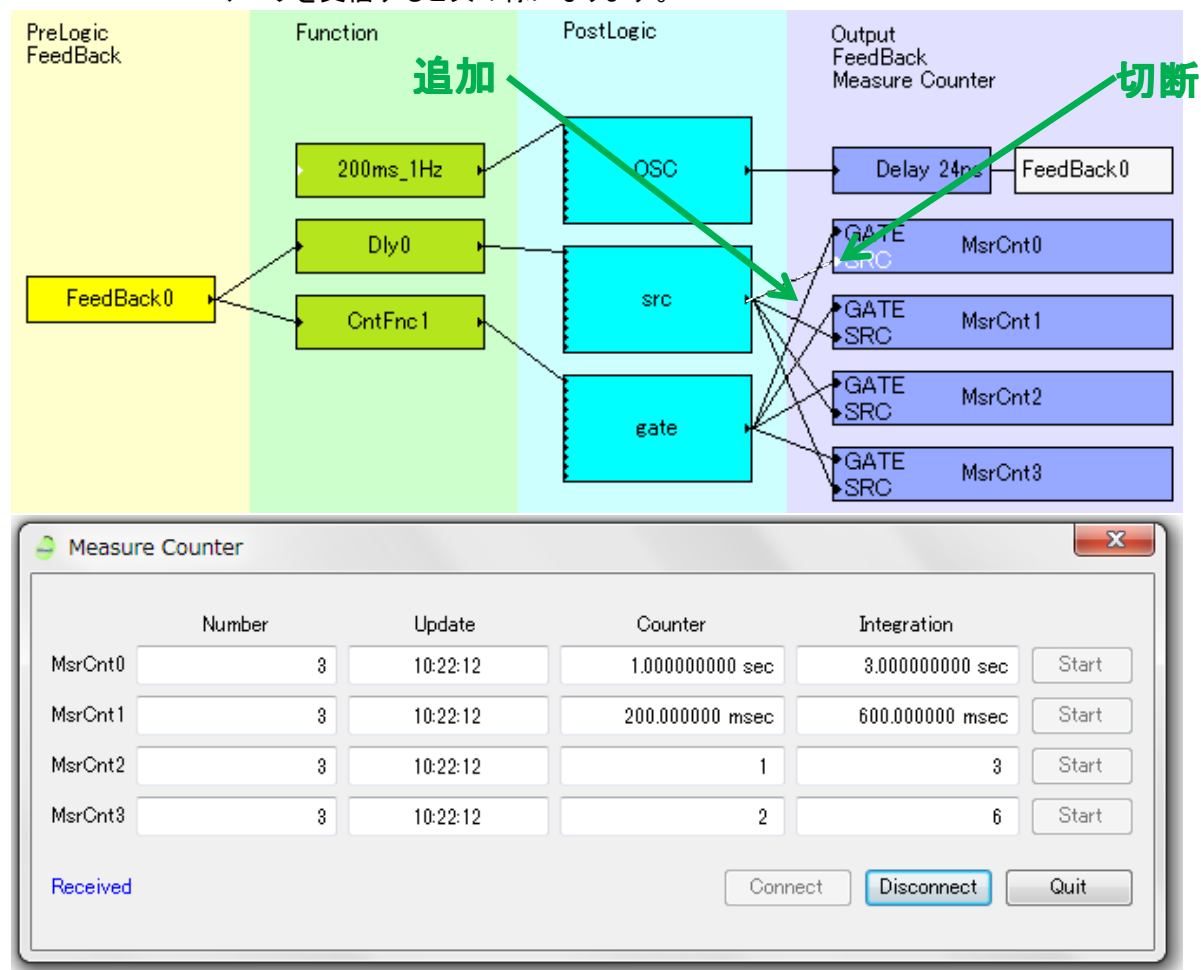 PreLogic
FeedBack
Function
PostLogic
Output
FeedBack
Measure Counter
追加
切断
200ms_1Hz
OSC
Delay 24ns
FeedBack0
Dly0
GATE
SRC
MsrCnt0
FeedBack0
src
CntFnc1
GATE
SRC
MsrCnt1
GATE
SRC
MsrCnt2
gate
GATE
SRC
MsrCnt3
Measure Counter
Number Update Counter Integration
MsrCnt0 3 10:22:12 1.000000000 sec 3.000000000 sec Start
MsrCnt1 3 10:22:12 200.000000 msec 600.000000 msec Start
MsrCnt2 3 10:22:12 1 3 Start
MsrCnt3 3 10:22:12 2 6 Start
Received Connect Disconnect Quit